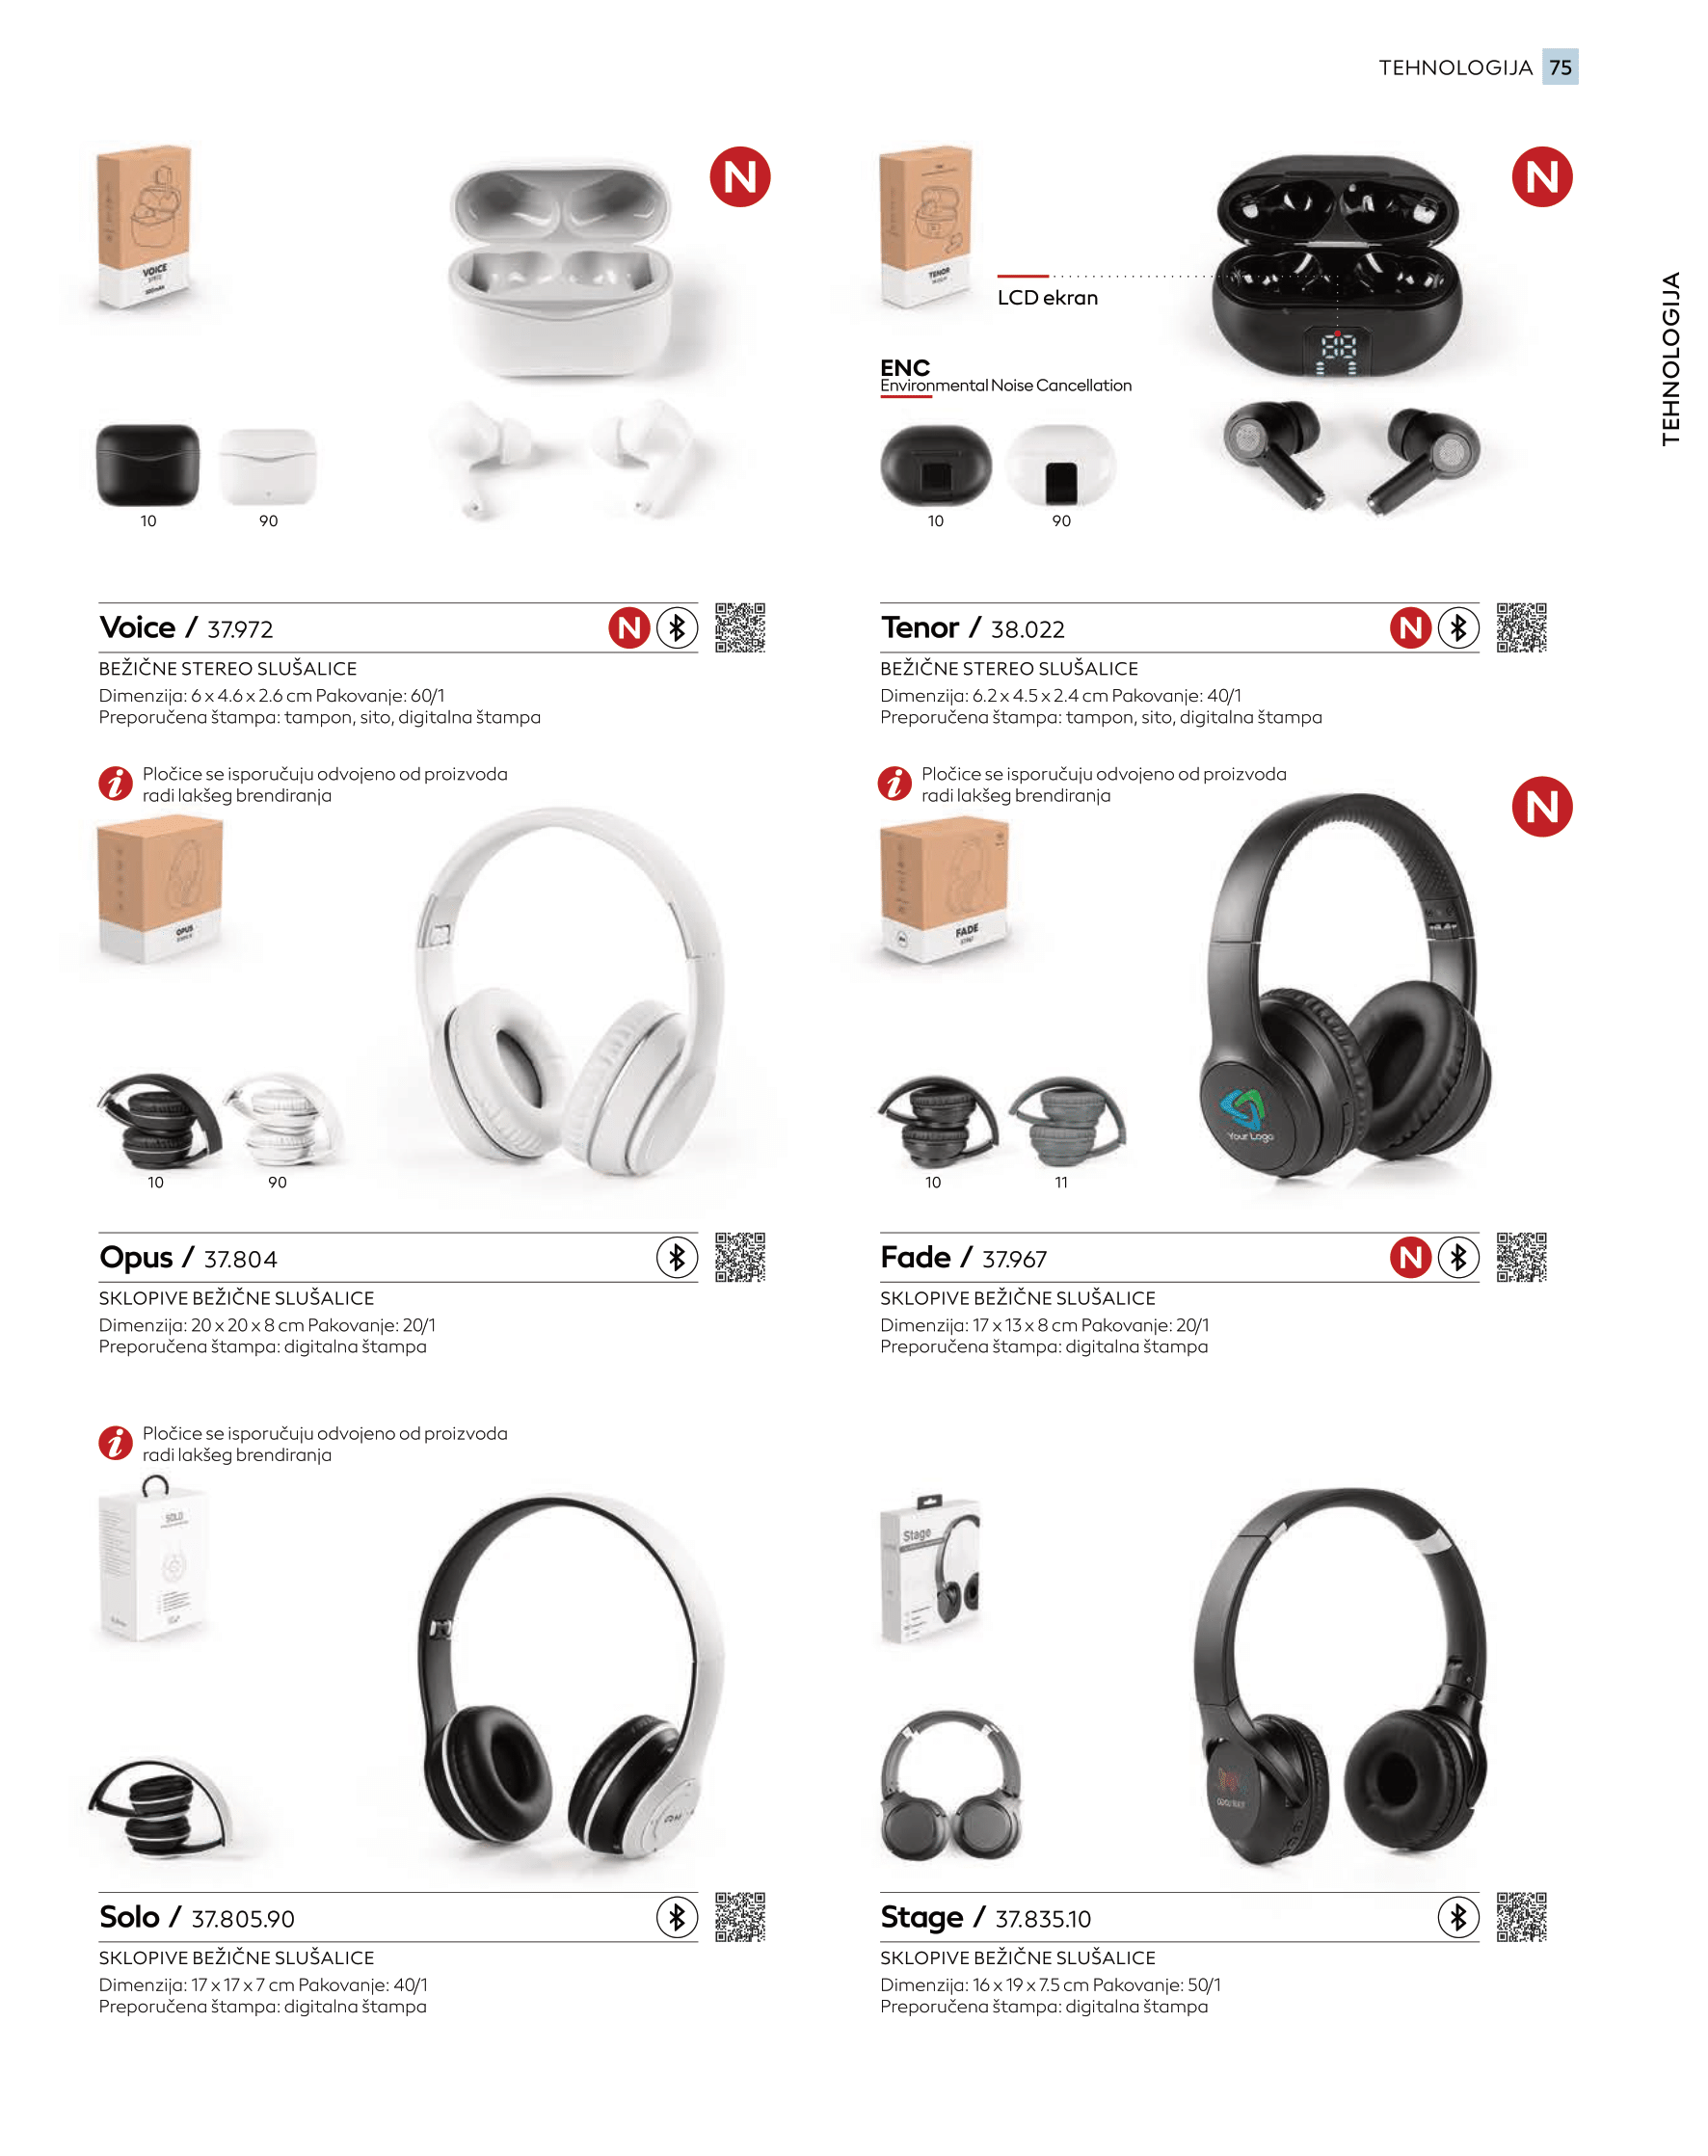 TEHNOLOGIJA 75
TEHNOLOGIJA
VOICE
10
90
Voice / 37.972
N
BEŽIČNE STEREO SLUŠALICE
Dimenzija: 6 x 4.6 x 2.6 cm Pakovanje: 60/1
Preporučena štampa: tampon, sito, digitalna štampa
N
TENOR
LCD ekran
ENC
Environmental Noise Cancellation
88
10
90
N
Tenor / 38.022
N
BEŽIČNE STEREO SLUŠALICE
Dimenzija: 6.2 x 4.5 x 2.4 cm Pakovanje: 40/1
Preporučena štampa: tampon, sito, digitalna štampa
i Pločice se isporučuju odvojeno od proizvoda
radi lakšeg brendiranja
OPUS
10
90
Opus / 37.804
SKLOPIVE BEŽIČNE SLUŠALICE
Dimenzija: 20 x 20 x 8 cm Pakovanje: 20/1
Preporučena štampa: digitalna štampa
i Pločice se isporučuju odvojeno od proizvoda
radi lakšeg brendiranja
N
FADE
Your Logo
10
11
Fade / 37.967
N
SKLOPIVE BEŽIČNE SLUŠALICE
Dimenzija: 17 x 13 x 8 cm Pakovanje: 20/1
Preporučena štampa: digitalna štampa
i Pločice se isporučuju odvojeno od proizvoda
radi lakšeg brendiranja
SOLO
Solo / 37.805.90
SKLOPIVE BEŽIČNE SLUŠALICE
Dimenzija: 17 x 17 x 7 cm Pakovanje: 40/1
Preporučena štampa: digitalna štampa
Stage
Stage / 37.835.10
SKLOPIVE BEŽIČNE SLUŠALICE
Dimenzija: 16 x 19 x 7.5 cm Pakovanje: 50/1
Preporučena štampa: digitalna štampa